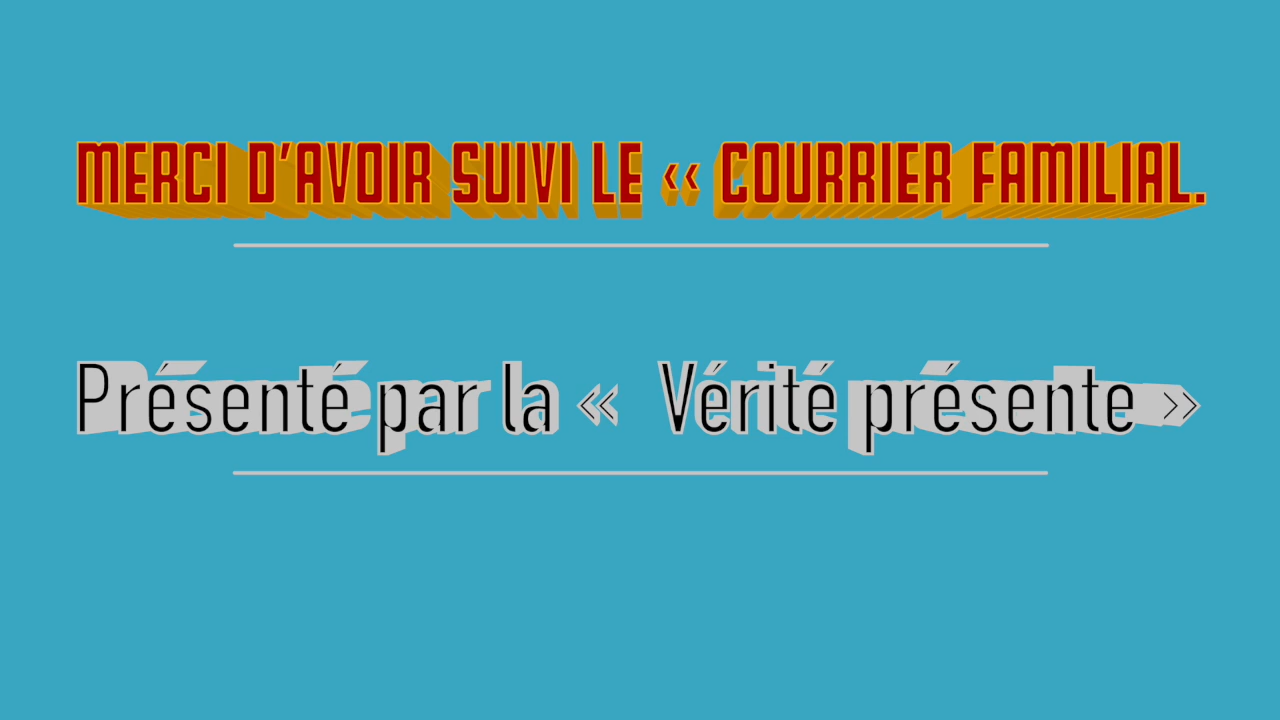 MERCI D'AVOIR SUIVI LE « COURRIER FAMILIAL.
Présenté par la « Vérité présente »